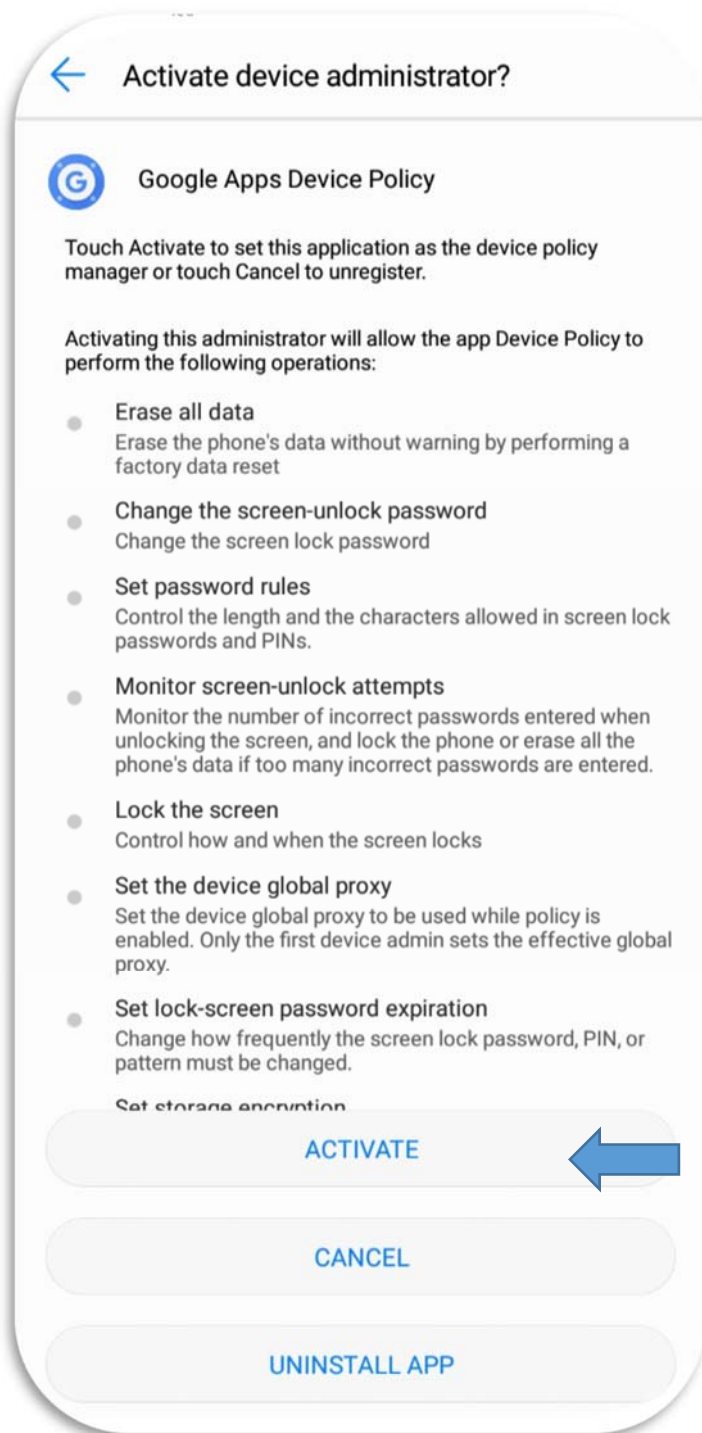 Activate device administrator?
Google Apps Device Policy
Touch Activate to set this application as the device policy
manager or touch Cancel to unregister.
Activating this administrator will allow the app Device Policy to
perform the following operations:
Erase all data
Erase the phone's data without warning by performing a
factory data reset
Change the screen-unlock password
Change the screen lock password
Set password rules
Control the length and the characters allowed in screen lock
passwords and PINs.
Monitor screen-unlock attempts
Monitor the number of incorrect passwords entered when
unlocking the screen, and lock the phone or erase all the
phone's data if too many incorrect passwords are entered.
Lock the screen
Control how and when the screen locks
Set the device global proxy
Set the device global proxy to be used while policy is
enabled. Only the first device admin sets the effective global
proxy.
Set lock-screen password expiration
Change how frequently the screen lock password, PIN, or
pattern must be changed.
Set storage encryption
ACTIVATE
CANCEL
UNINSTALL APP